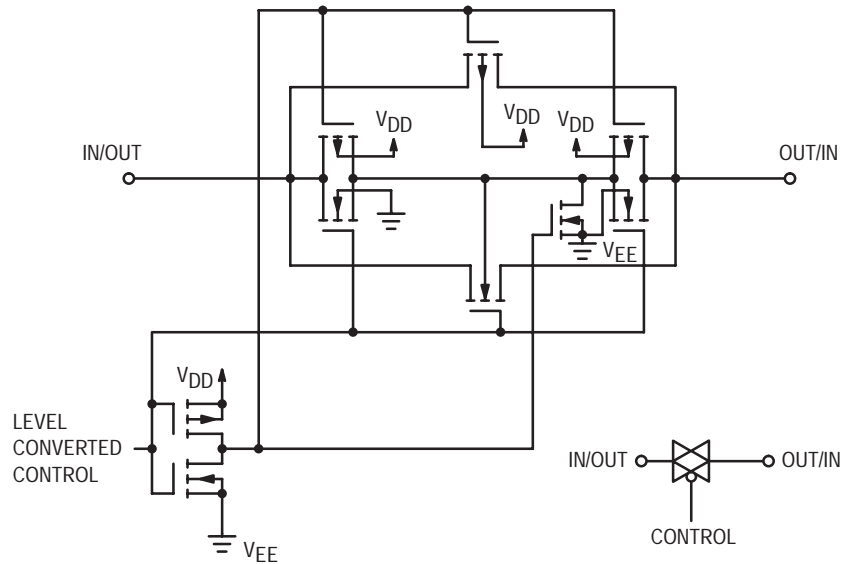 VDD
VDD
VDD
IN/OUT
OUT/IN
VEE
VDD
LEVEL
CONVERTED
CONTROL
IN/OUT
OUT/IN
CONTROL
VEE